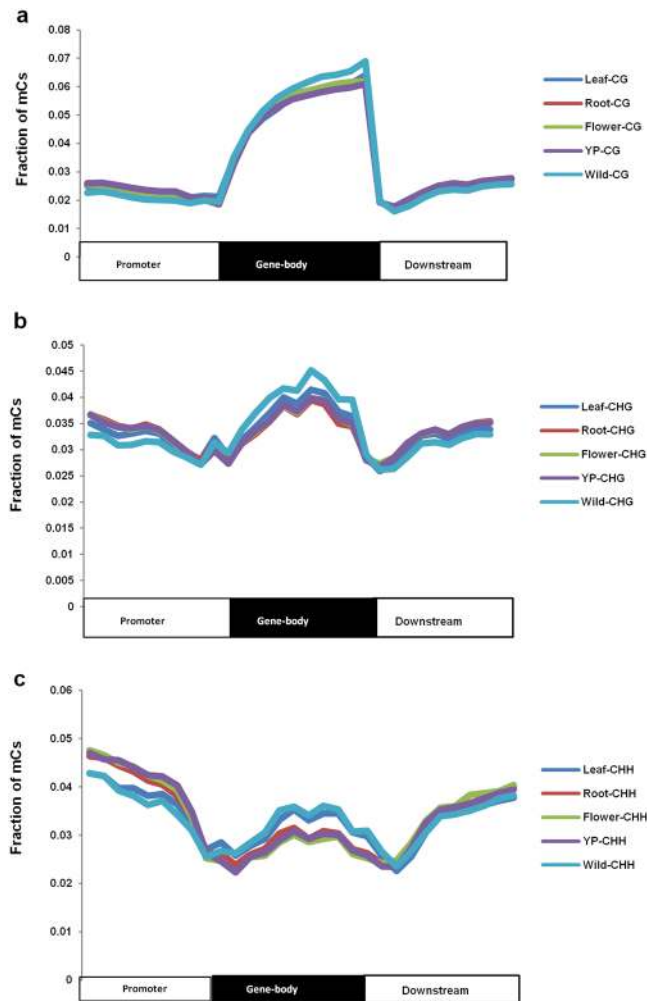 a
Fraction of mCs
0.08
0.07
0.06
0.05
0.04
0.03
0.02
0.01
0
Promoter
Gene-body
Downstream
Leaf-CG
Root-CG
Flower-CG
YP-CG
Wild-CG
b
Fraction of mCs
0.05
0.045
0.04
0.035
0.03
0.025
0.02
0.015
0.01
0.005
0
Promoter
Gene-body
Downstream
Leaf-CHG
Root-CHG
Flower-CHG
YP-CHG
Wild-CHG
c
Fraction of mCs
0.06
0.05
0.04
0.03
0.02
0
Promoter
Gene-body
Downstream
Leaf-CHH
Root-CHH
Flower-CHH
YP-CHH
Wild-CHH